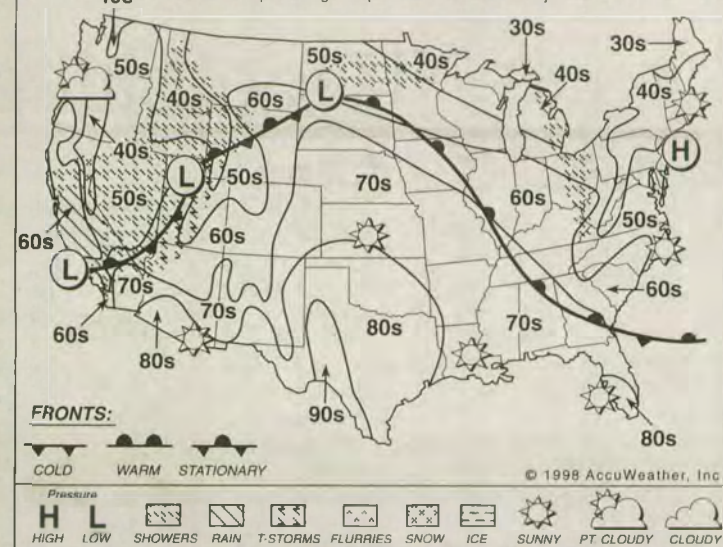 50s
40s
50s
40s
30s
30s
40s
40s
60s
40s
50s
50s
60s
60s
70s
60s
50s
60s
70s
70s
80s
70s
60s
80s
90s
80s
L
L
L
H
FRONTS:
COLD WARM STATIONARY
© 1998 AccuWeather, Inc
Pressure
H L
HIGH LOW SHOWERS RAIN T-STORMS FLURRIES SNOW ICE SUNNY PT. CLOUDY CLOUDY